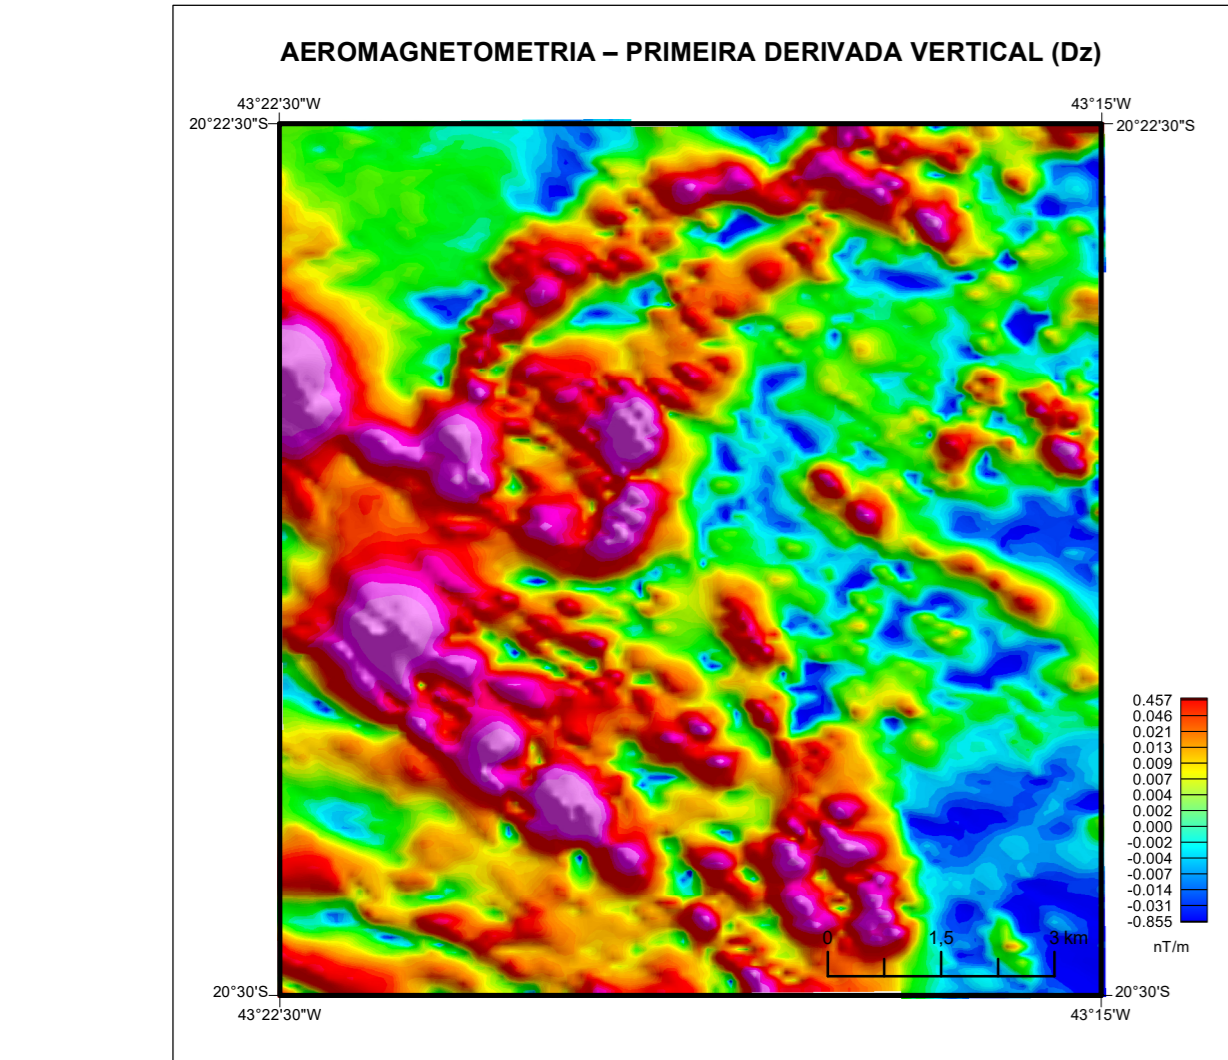 AEROMAGNETOMETRIA – PRIMEIRA DERIVADA VERTICAL (Dz)
43°22'30"W 43°15'W
20°22'30"S 20°22'30"S
0.457
0.046
0.021
0.013
0.009
0.007
0.004
0.002
0.000
-0.002
-0.004
-0.007
-0.014
-0.031
-0.855
nT/m
0 1,5 3 km
20°30'S 20°30'S
43°22'30"W 43°15'W